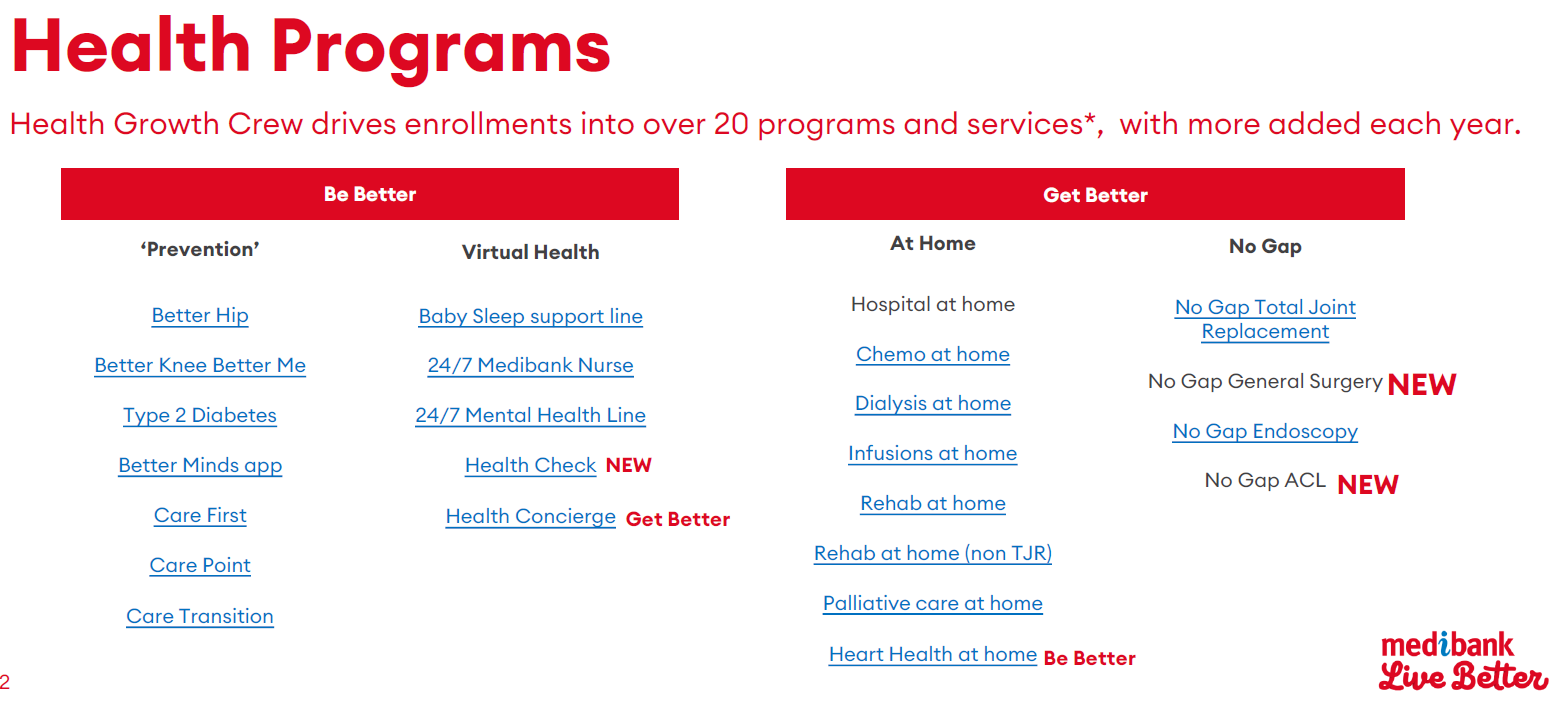 Health Programs
Health Growth Crew drives enrollments into over 20 programs and services*,  with more added each year.
Be Better
‘Prevention’
Better Hip
Better Knee Better Me
Type 2 Diabetes
Better Minds app
Care First
Care Point
Care Transition
Virtual Health
Baby Sleep support line
24/7 Medibank Nurse
24/7 Mental Health Line
Health Check NEW
Health Concierge Get Better
Get Better
At Home
Hospital at home
Chemo at home
Dialysis at home
Infusions at home
Rehab at home
Rehab at home (non TJR)
Palliative care at home
Heart Health at home Be Better
No Gap
No Gap Total Joint
Replacement
No Gap General Surgery NEW
No Gap Endoscopy
No Gap ACL NEW
2
medibank
Live Better